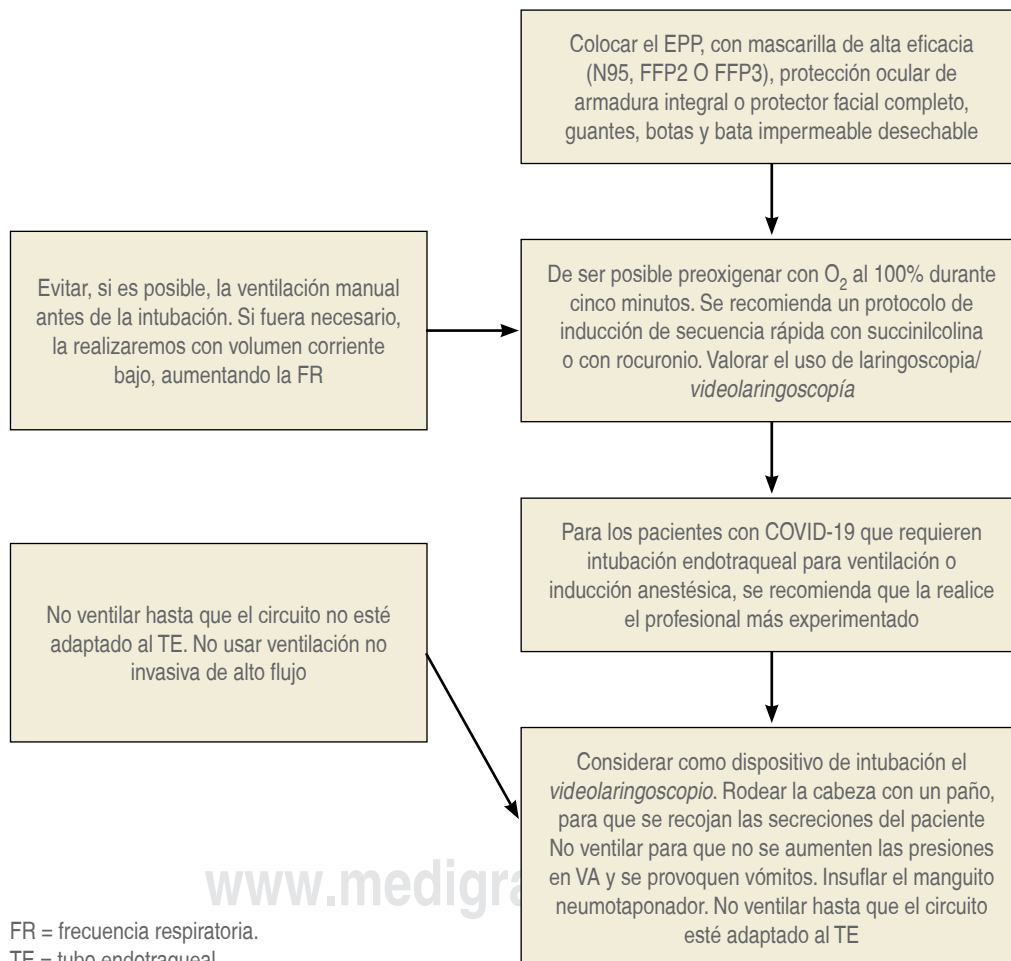 Colocar el EPP, con mascarilla de alta eficacia
(N95, FFP2 O FFP3), protección ocular de
armadura integral o protector facial completo,
guantes, botas y bata impermeable desechable
Evitar, si es posible, la ventilación manual
antes de la intubación. Si fuera necesario,
la realizaremos con volumen corriente
bajo, aumentando la FR
De ser posible preoxigenar con O₂ al 100% durante
cinco minutos. Se recomienda un protocolo de
inducción de secuencia rápida con succinilcolina
o con rocuronio. Valorar el uso de laringoscopia/
videolaringoscopía
Para los pacientes con COVID-19 que requieren
intubación endotraqueal para ventilación o
inducción anestésica, se recomienda que la realice
el profesional más experimentado
No ventilar hasta que el circuito no esté
adaptado al TE. No usar ventilación no
invasiva de alto flujo
Considerar como dispositivo de intubación el
videolaringoscopio. Rodear la cabeza con un paño,
para que se recojan las secreciones del paciente
No ventilar para que no se aumenten las presiones
en VA y se provoquen vómitos. Insuflar el manguito
neumotaponador. No ventilar hasta que el circuito
esté adaptado al TE
www.medigra
FR = frecuencia respiratoria.
TE = tubo endotraqueal